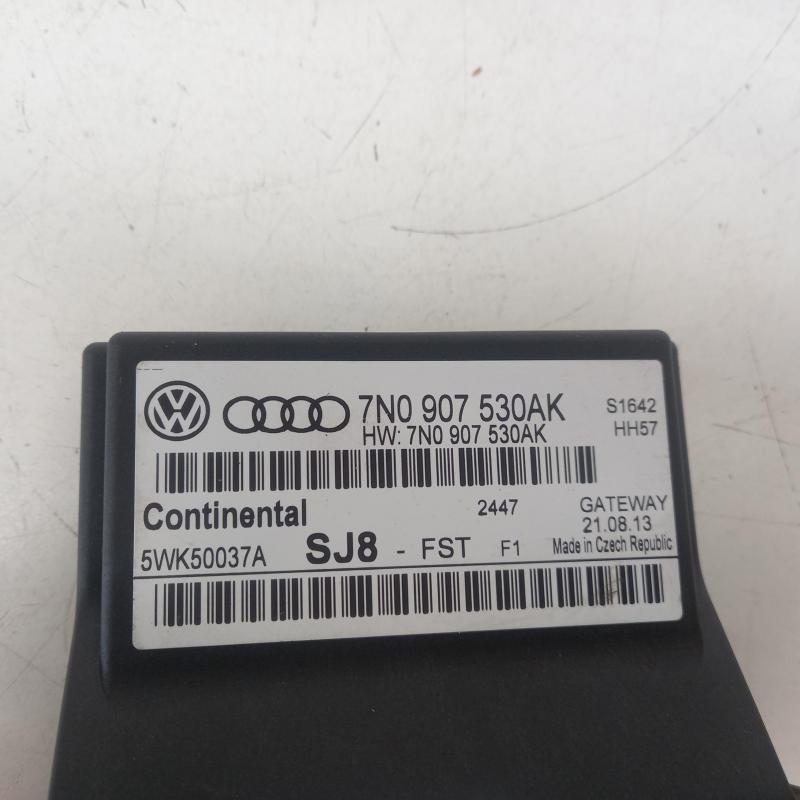 7N0 907 530AK S1642
HW: 7N0 907 530AK HH57
Continental 2447 GATEWAY
21.08.13
5WK50037A SJ8 - FST F1 Made in Czech Republic